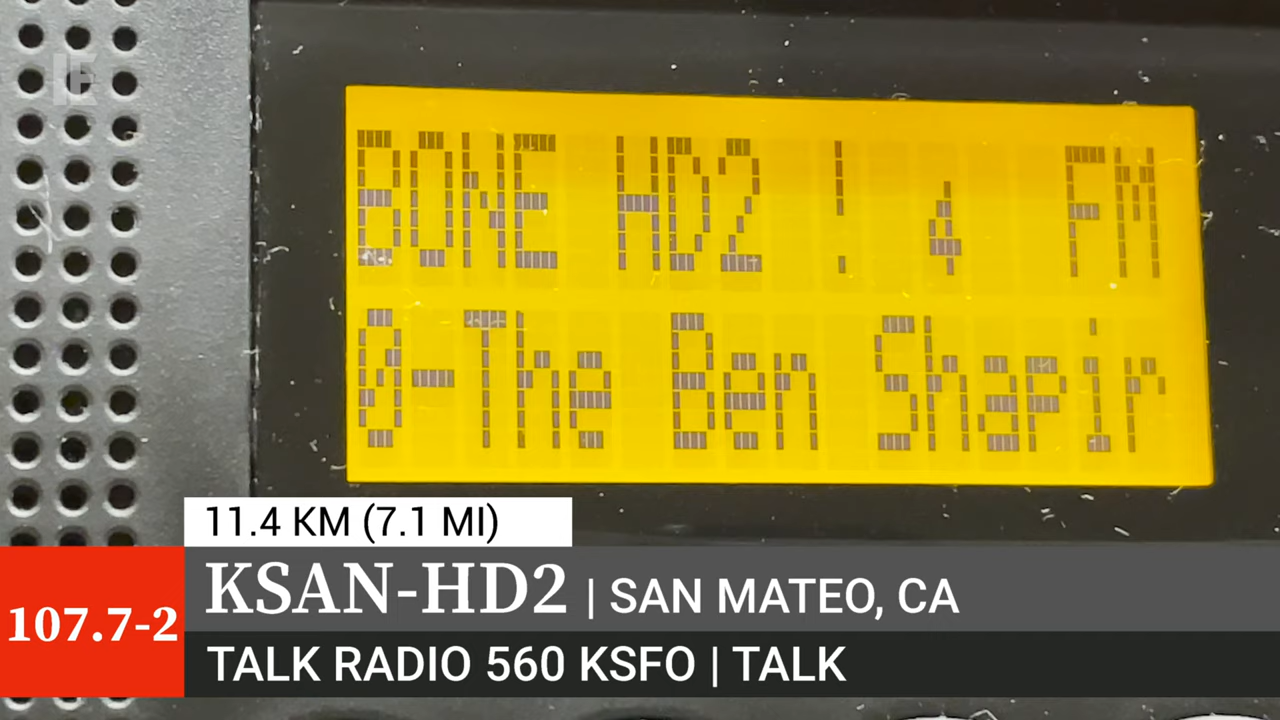 IE
BONE HD2 ! FM
0-The Ben Shapir
11.4 KM (7.1 MI)
107.7-2
KSAN-HD2 | SAN MATEO, CA
TALK RADIO 560 KSFO | TALK